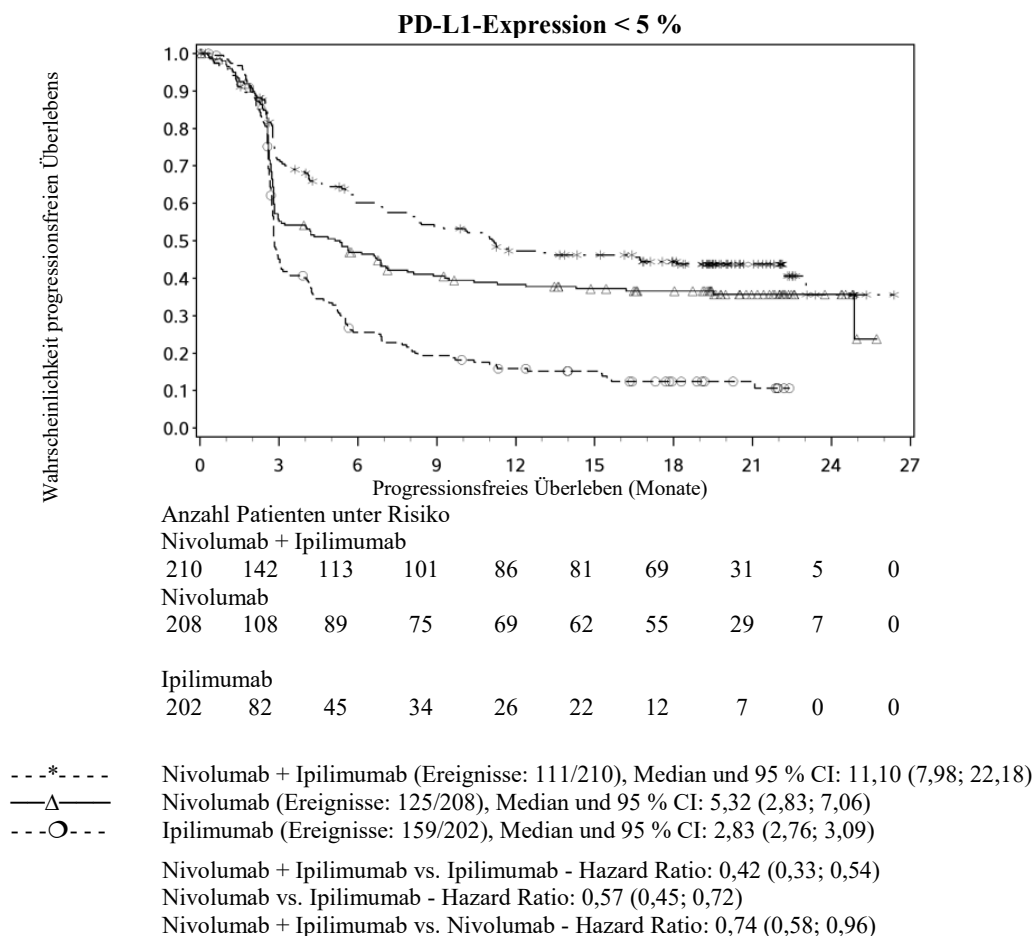 PD-L1-Expression < 5 %
Wahrscheinlichkeit progressionsfreien Überlebens
1.0
0.9
0.8
0.7
0.6
0.5
0.4
0.3
0.2
0.1
0.0
0 3 6 9 12 15 18 21 24 27
Progressionsfreies Überleben (Monate)
Anzahl Patienten unter Risiko
Nivolumab + Ipilimumab
210 142 113 101 86 81 69 31 5 0
Nivolumab
208 108 89 75 69 62 55 29 7 0
Ipilimumab
202 82 45 34 26 22 12 7 0 0
- - -*- - - - Nivolumab + Ipilimumab (Ereignisse: 111/210), Median und 95 % CI: 11,10 (7,98; 22,18)
──Δ─── Nivolumab (Ereignisse: 125/208), Median und 95 % CI: 5,32 (2,83; 7,06)
- - -❍- - - Ipilimumab (Ereignisse: 159/202), Median und 95 % CI: 2,83 (2,76; 3,09)
Nivolumab + Ipilimumab vs. Ipilimumab - Hazard Ratio: 0,42 (0,33; 0,54)
Nivolumab vs. Ipilimumab - Hazard Ratio: 0,57 (0,45; 0,72)
Nivolumab + Ipilimumab vs. Nivolumab - Hazard Ratio: 0,74 (0,58; 0,96)